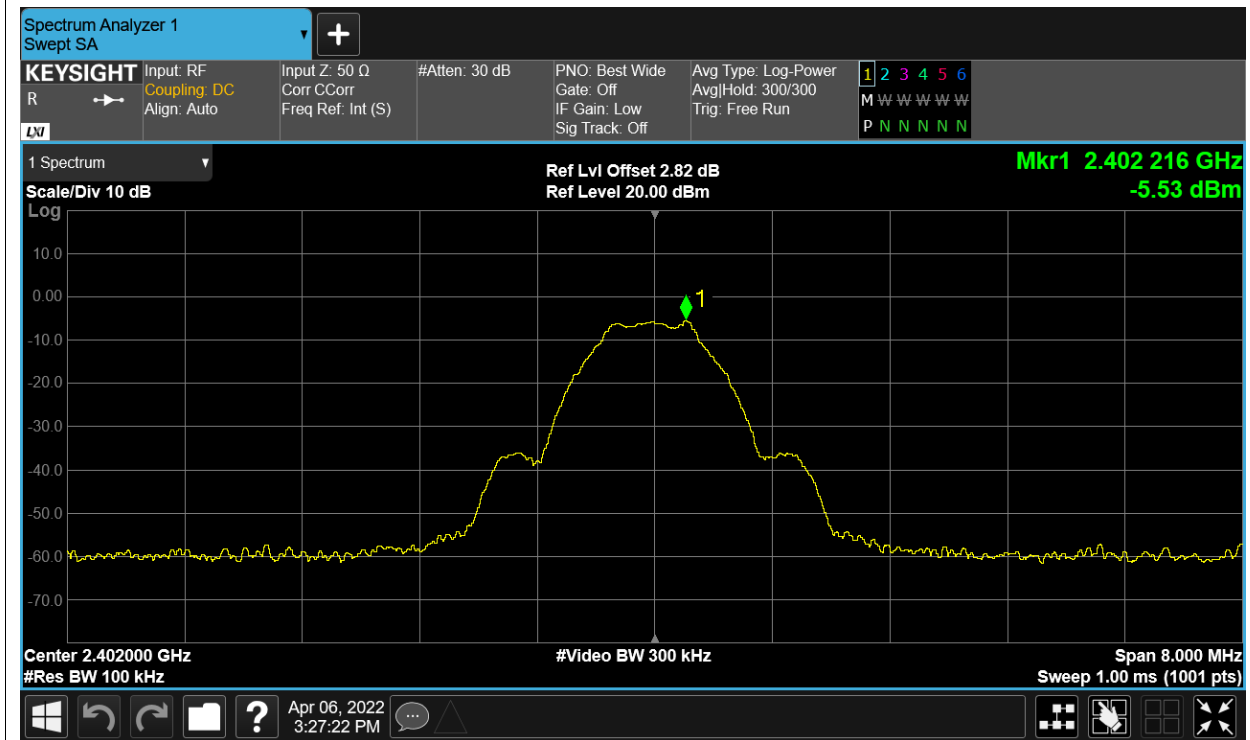 Spectrum Analyzer 1
Swept SA
KEYSIGHT
R
LXI
Input: RF
Coupling: DC
Align: Auto
Input Z: 50 Ω
Corr CCorr
Freq Ref: Int (S)
#Atten: 30 dB
PNO: Best Wide
Gate: Off
IF Gain: Low
Sig Track: Off
Avg Type: Log-Power
Avg|Hold: 300/300
Trig: Free Run
1 2 3 4 5 6
M W W W W W
P N N N N N
1 Spectrum
Scale/Div 10 dB
Log
Ref Lvl Offset 2.82 dB
Ref Level 20.00 dBm
Mkr1 2.402 216 GHz
-5.53 dBm
10.0
0.00
-10.0
-20.0
-30.0
-40.0
-50.0
-60.0
-70.0
1
Center 2.402000 GHz
#Res BW 100 kHz
#Video BW 300 kHz
Span 8.000 MHz
Sweep 1.00 ms (1001 pts)
?
Apr 06, 2022
3:27:22 PM